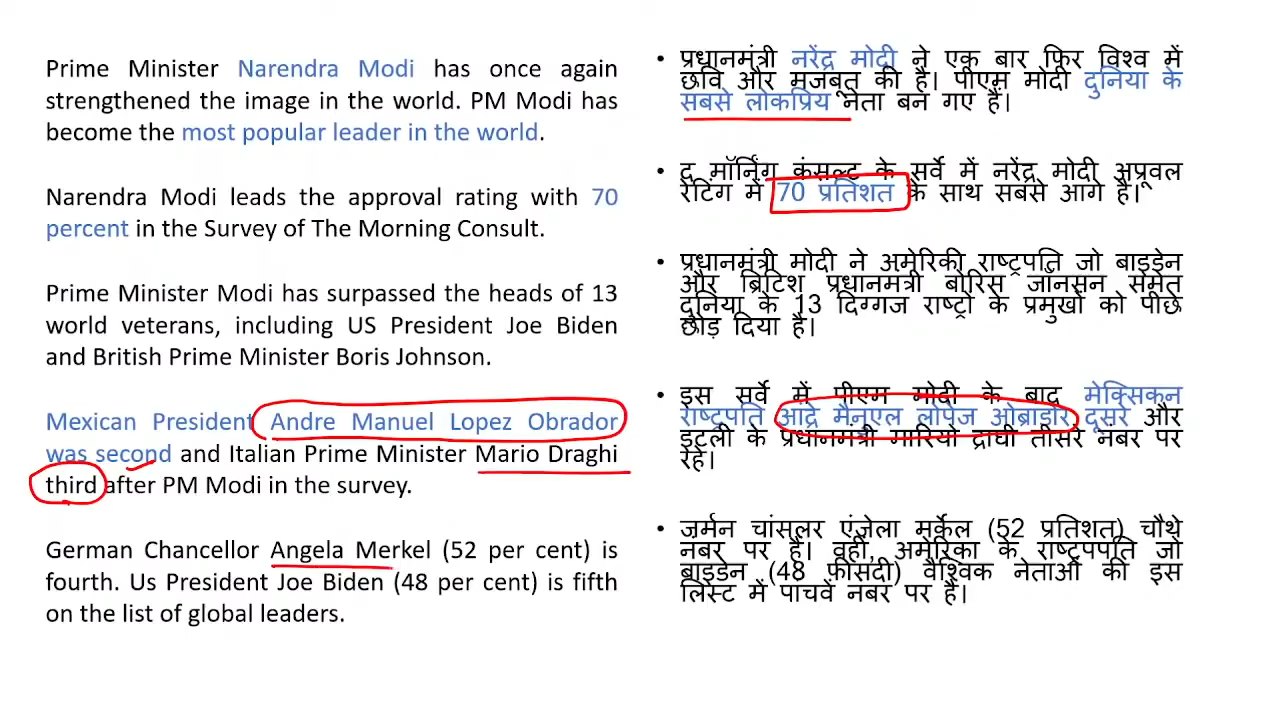 Prime Minister Narendra Modi has once again
strengthened the image in the world. PM Modi has
become the most popular leader in the world.
Narendra Modi leads the approval rating with 70
percent in the Survey of The Morning Consult.
Prime Minister Modi has surpassed the heads of 13
world veterans, including US President Joe Biden
and British Prime Minister Boris Johnson.
Mexican President Andre Manuel Lopez Obrador
was second and Italian Prime Minister Mario Draghi
third after PM Modi in the survey.
German Chancellor Angela Merkel (52 per cent) is
fourth. Us President Joe Biden (48 per cent) is fifth
on the list of global leaders.
• प्रधानमंत्री नरेंद्र मोदी ने एक बार फिर विश्व में
छवि और मजबूत की है। पीएम मोदी दुनिया के
सबसे लोकप्रिय नेता बन गए हैं।
• द मॉर्निंग कंसल्ट के सर्वे में नरेंद्र मोदी अप्रूवल
रेटिंग में 70 प्रतिशत के साथ सबसे आगे हैं।
• प्रधानमंत्री मोदी ने अमेरिकी राष्ट्रपति जो बाइडेन
और ब्रिटिश प्रधानमंत्री बोरिस जॉनसन समेत
दुनिया के 13 दिग्गज राष्ट्रों के प्रमुखों को पीछे
छोड़ दिया है।
• इस सर्वे में पीएम मोदी के बाद मेक्सिकन
राष्ट्रपति आंद्रे मैनुएल लोपेज ओब्राडोर दूसरे और
इटली के प्रधानमंत्री मारियो द्राघी तीसरे नंबर पर
रहे।
• जर्मन चांसलर एंजेला मर्केल (52 प्रतिशत) चौथे
नंबर पर हैं। वहीं, अमेरिका के राष्ट्रपपति जो
बाइडेन (48 फीसदी) वैश्विक नेताओं की इस
लिस्ट में पांचवें नंबर पर हैं।